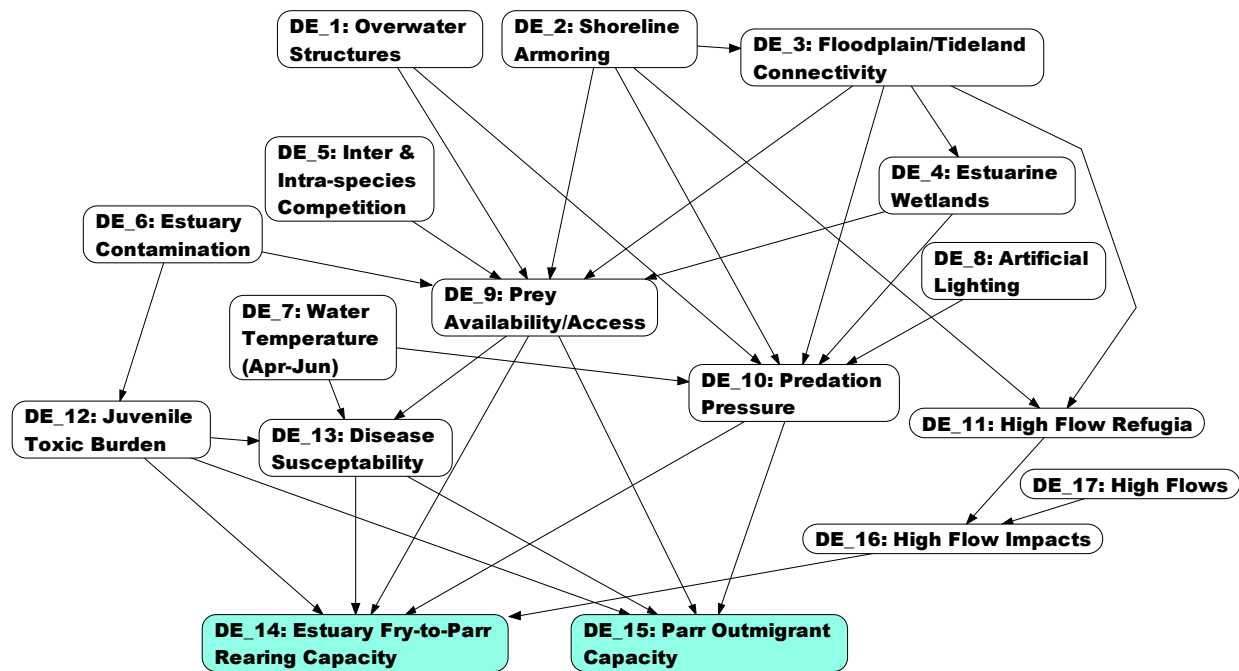 DE_1: Overwater
Structures
DE_2: Shoreline
Armoring
DE_3: Floodplain/Tideland
Connectivity
DE_5: Inter &
Intra-species
Competition
DE_4: Estuarine
Wetlands
DE_6: Estuary
Contamination
DE_8: Artificial
Lighting
DE_9: Prey
Availability/Access
DE_7: Water
Temperature
(Apr-Jun)
DE_10: Predation
Pressure
DE_12: Juvenile
Toxic Burden
DE_13: Disease
Susceptability
DE_11: High Flow Refugia
DE_17: High Flows
DE_16: High Flow Impacts
DE_14: Estuary Fry-to-Parr
Rearing Capacity
DE_15: Parr Outmigrant
Capacity